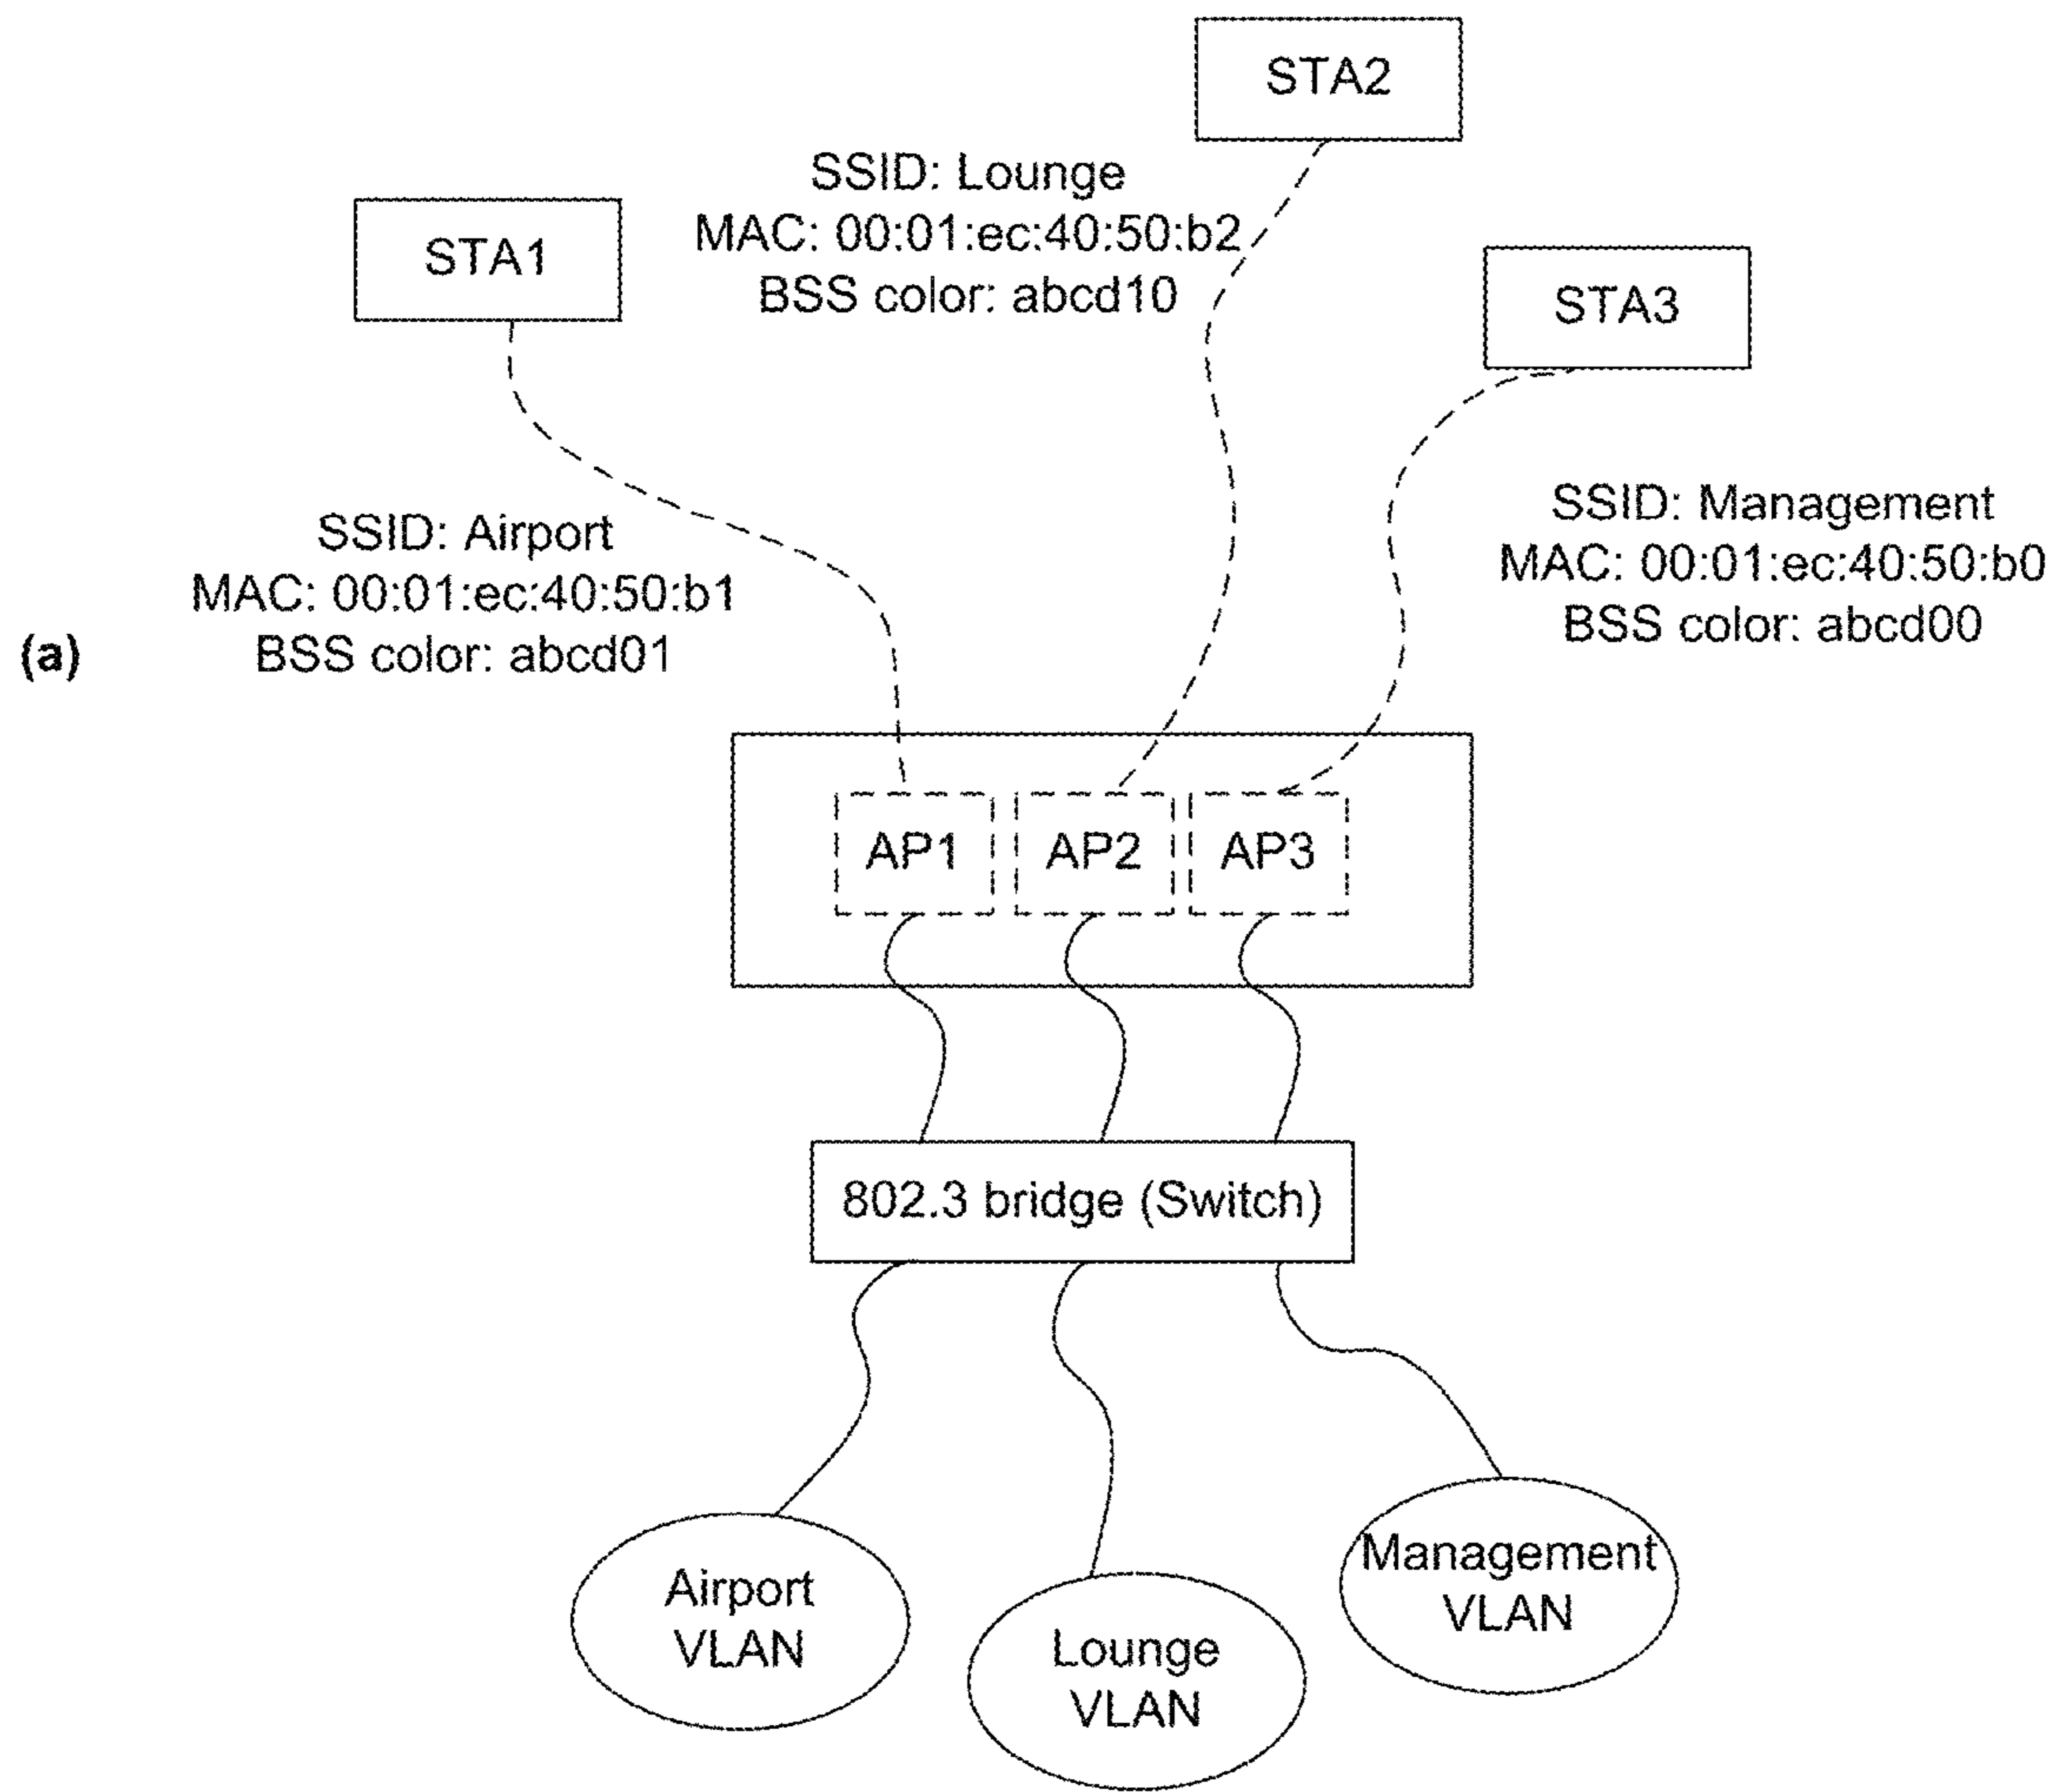 STA2
SSID: Lounge
MAC: 00:01:ec:40:50:b2
BSS color: abcd10
STA1
STA3
SSID: Management
MAC: 00:01:ec:40:50:b0
BSS color: abcd00
SSID: Airport
MAC: 00:01:ec:40:50:b1
BSS color: abcd01
(a)
AP1
AP2
AP3
802.3 bridge (Switch)
Airport
VLAN
Lounge
VLAN
Management
VLAN